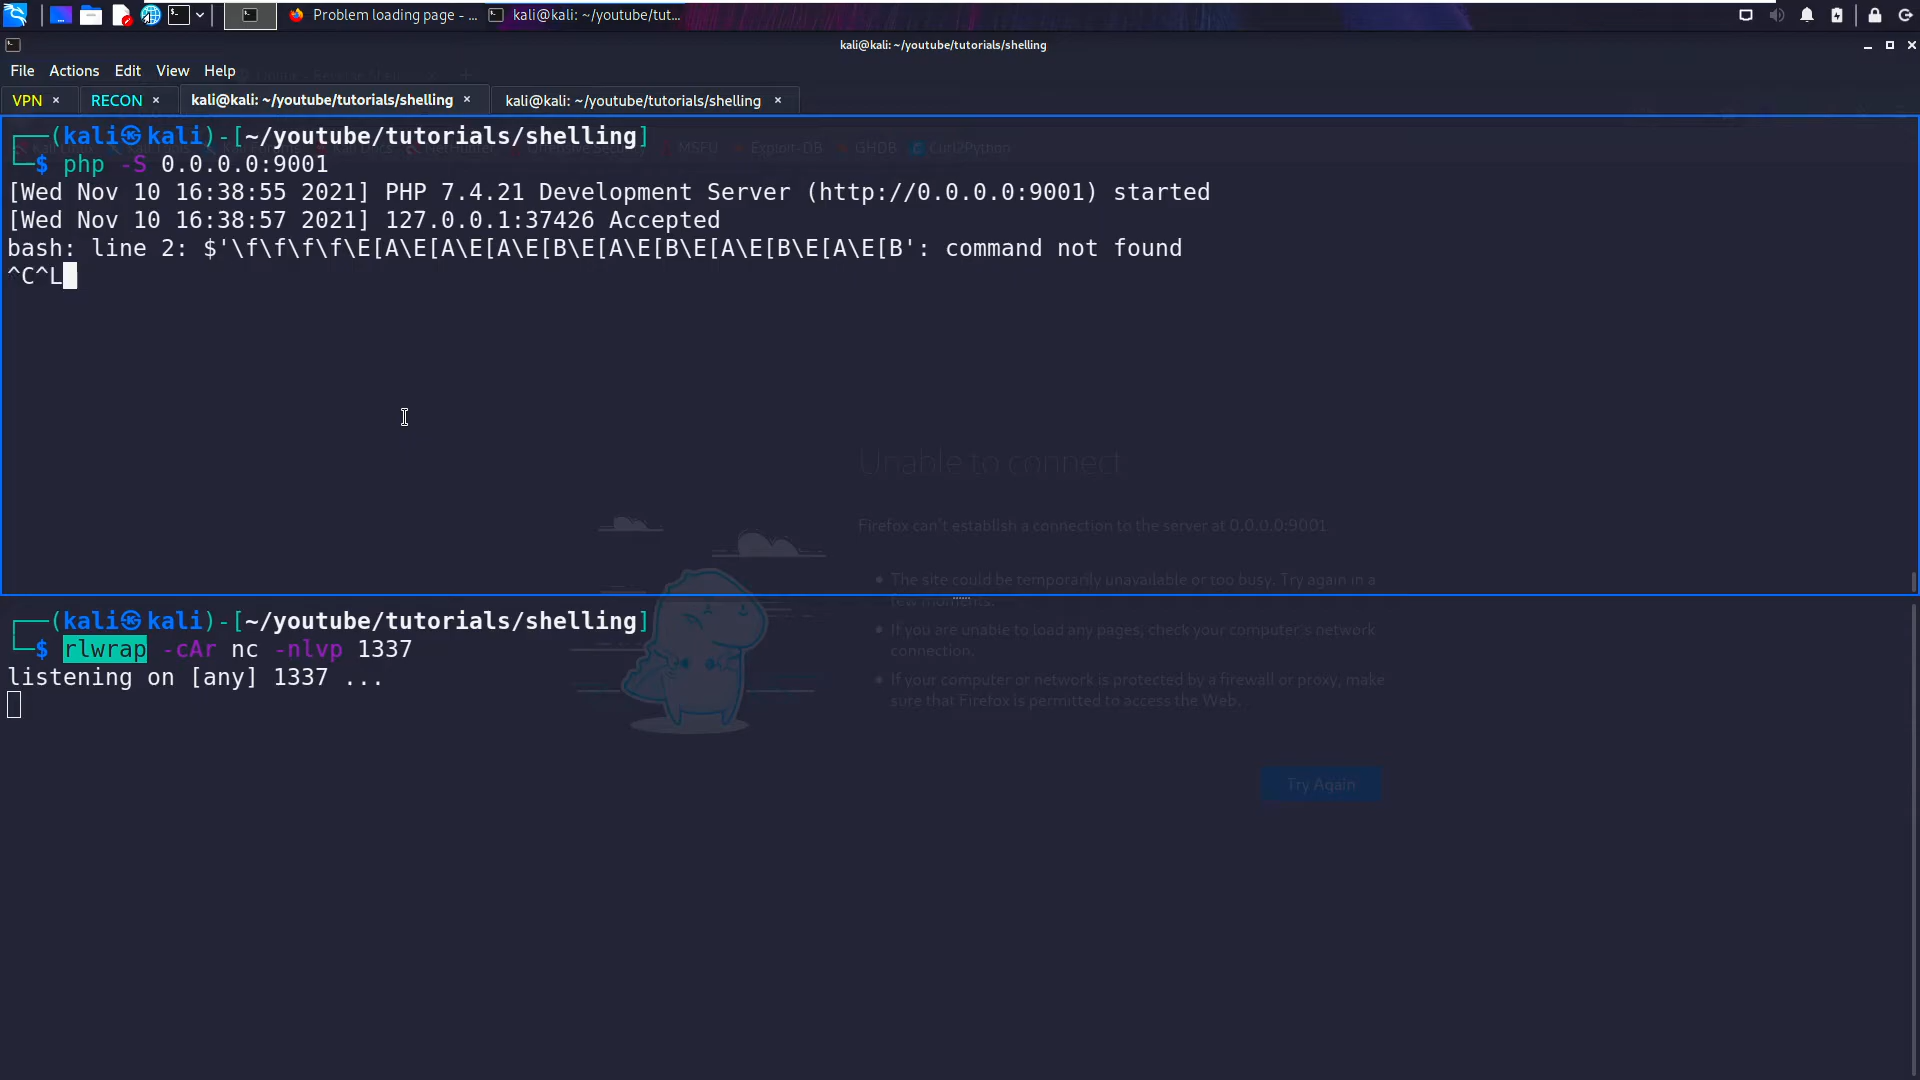 Problem loading page - ...
kali@kali: ~/youtube/tut...
kali@kali: ~/youtube/tutorials/shelling
File Actions Edit View Help
VPN × RECON × kali@kali: ~/youtube/tutorials/shelling × kali@kali: ~/youtube/tutorials/shelling ×
┌──(kali㉿kali)-[~/youtube/tutorials/shelling]
MSFU Exploit-DB GHDB Curl2Python
└─$ php -S 0.0.0.0:9001
[Wed Nov 10 16:38:55 2021] PHP 7.4.21 Development Server (http://0.0.0.0:9001) started
[Wed Nov 10 16:38:57 2021] 127.0.0.1:37426 Accepted
bash: line 2: $'\f\f\f\f\E[A\E[A\E[A\E[B\E[A\E[B\E[A\E[B\E[A\E[B': command not found
^C^L
Unable to connect
Firefox can't establish a connection to the server at 0.0.0.0:9001.
The site could be temporarily unavailable or too busy. Try again in a
few moments.
┌──(kali㉿kali)-[~/youtube/tutorials/shelling]
If you are unable to load any pages, check your computer's network
connection.
└─$ rlwrap -cAr nc -nlvp 1337
listening on [any] 1337 ...
If your computer or network is protected by a firewall or proxy, make
sure that Firefox is permitted to access the Web.
Try Again